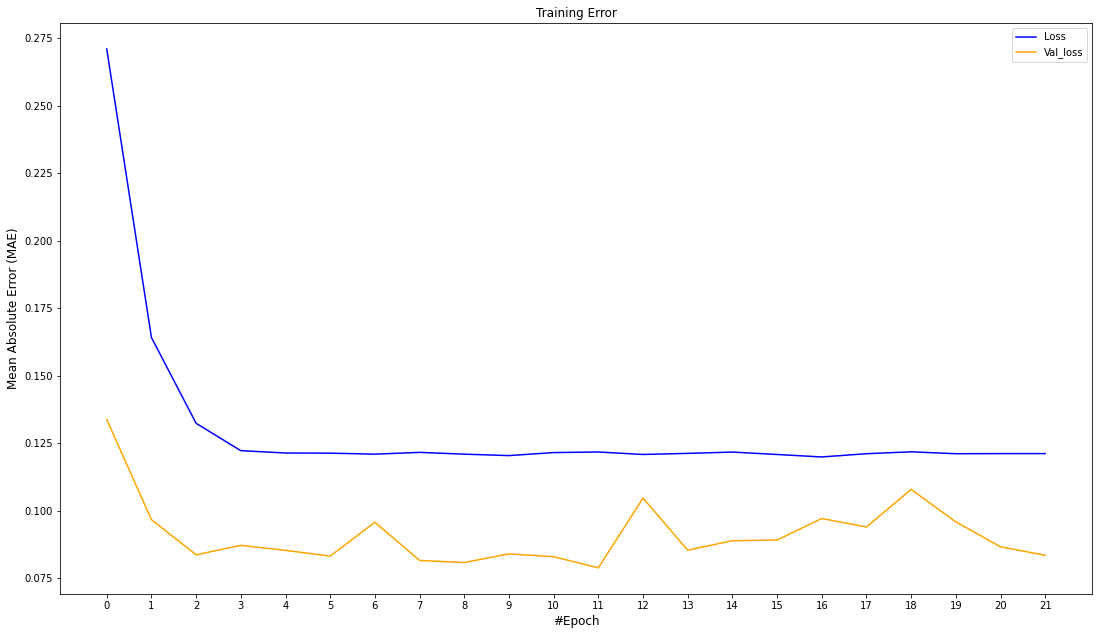 Training Error
Loss
Val_loss
Mean Absolute Error (MAE)
0.275
0.250
0.225
0.200
0.175
0.150
0.125
0.100
0.075
0 1 2 3 4 5 6 7 8 9 10 11 12 13 14 15 16 17 18 19 20 21
#Epoch